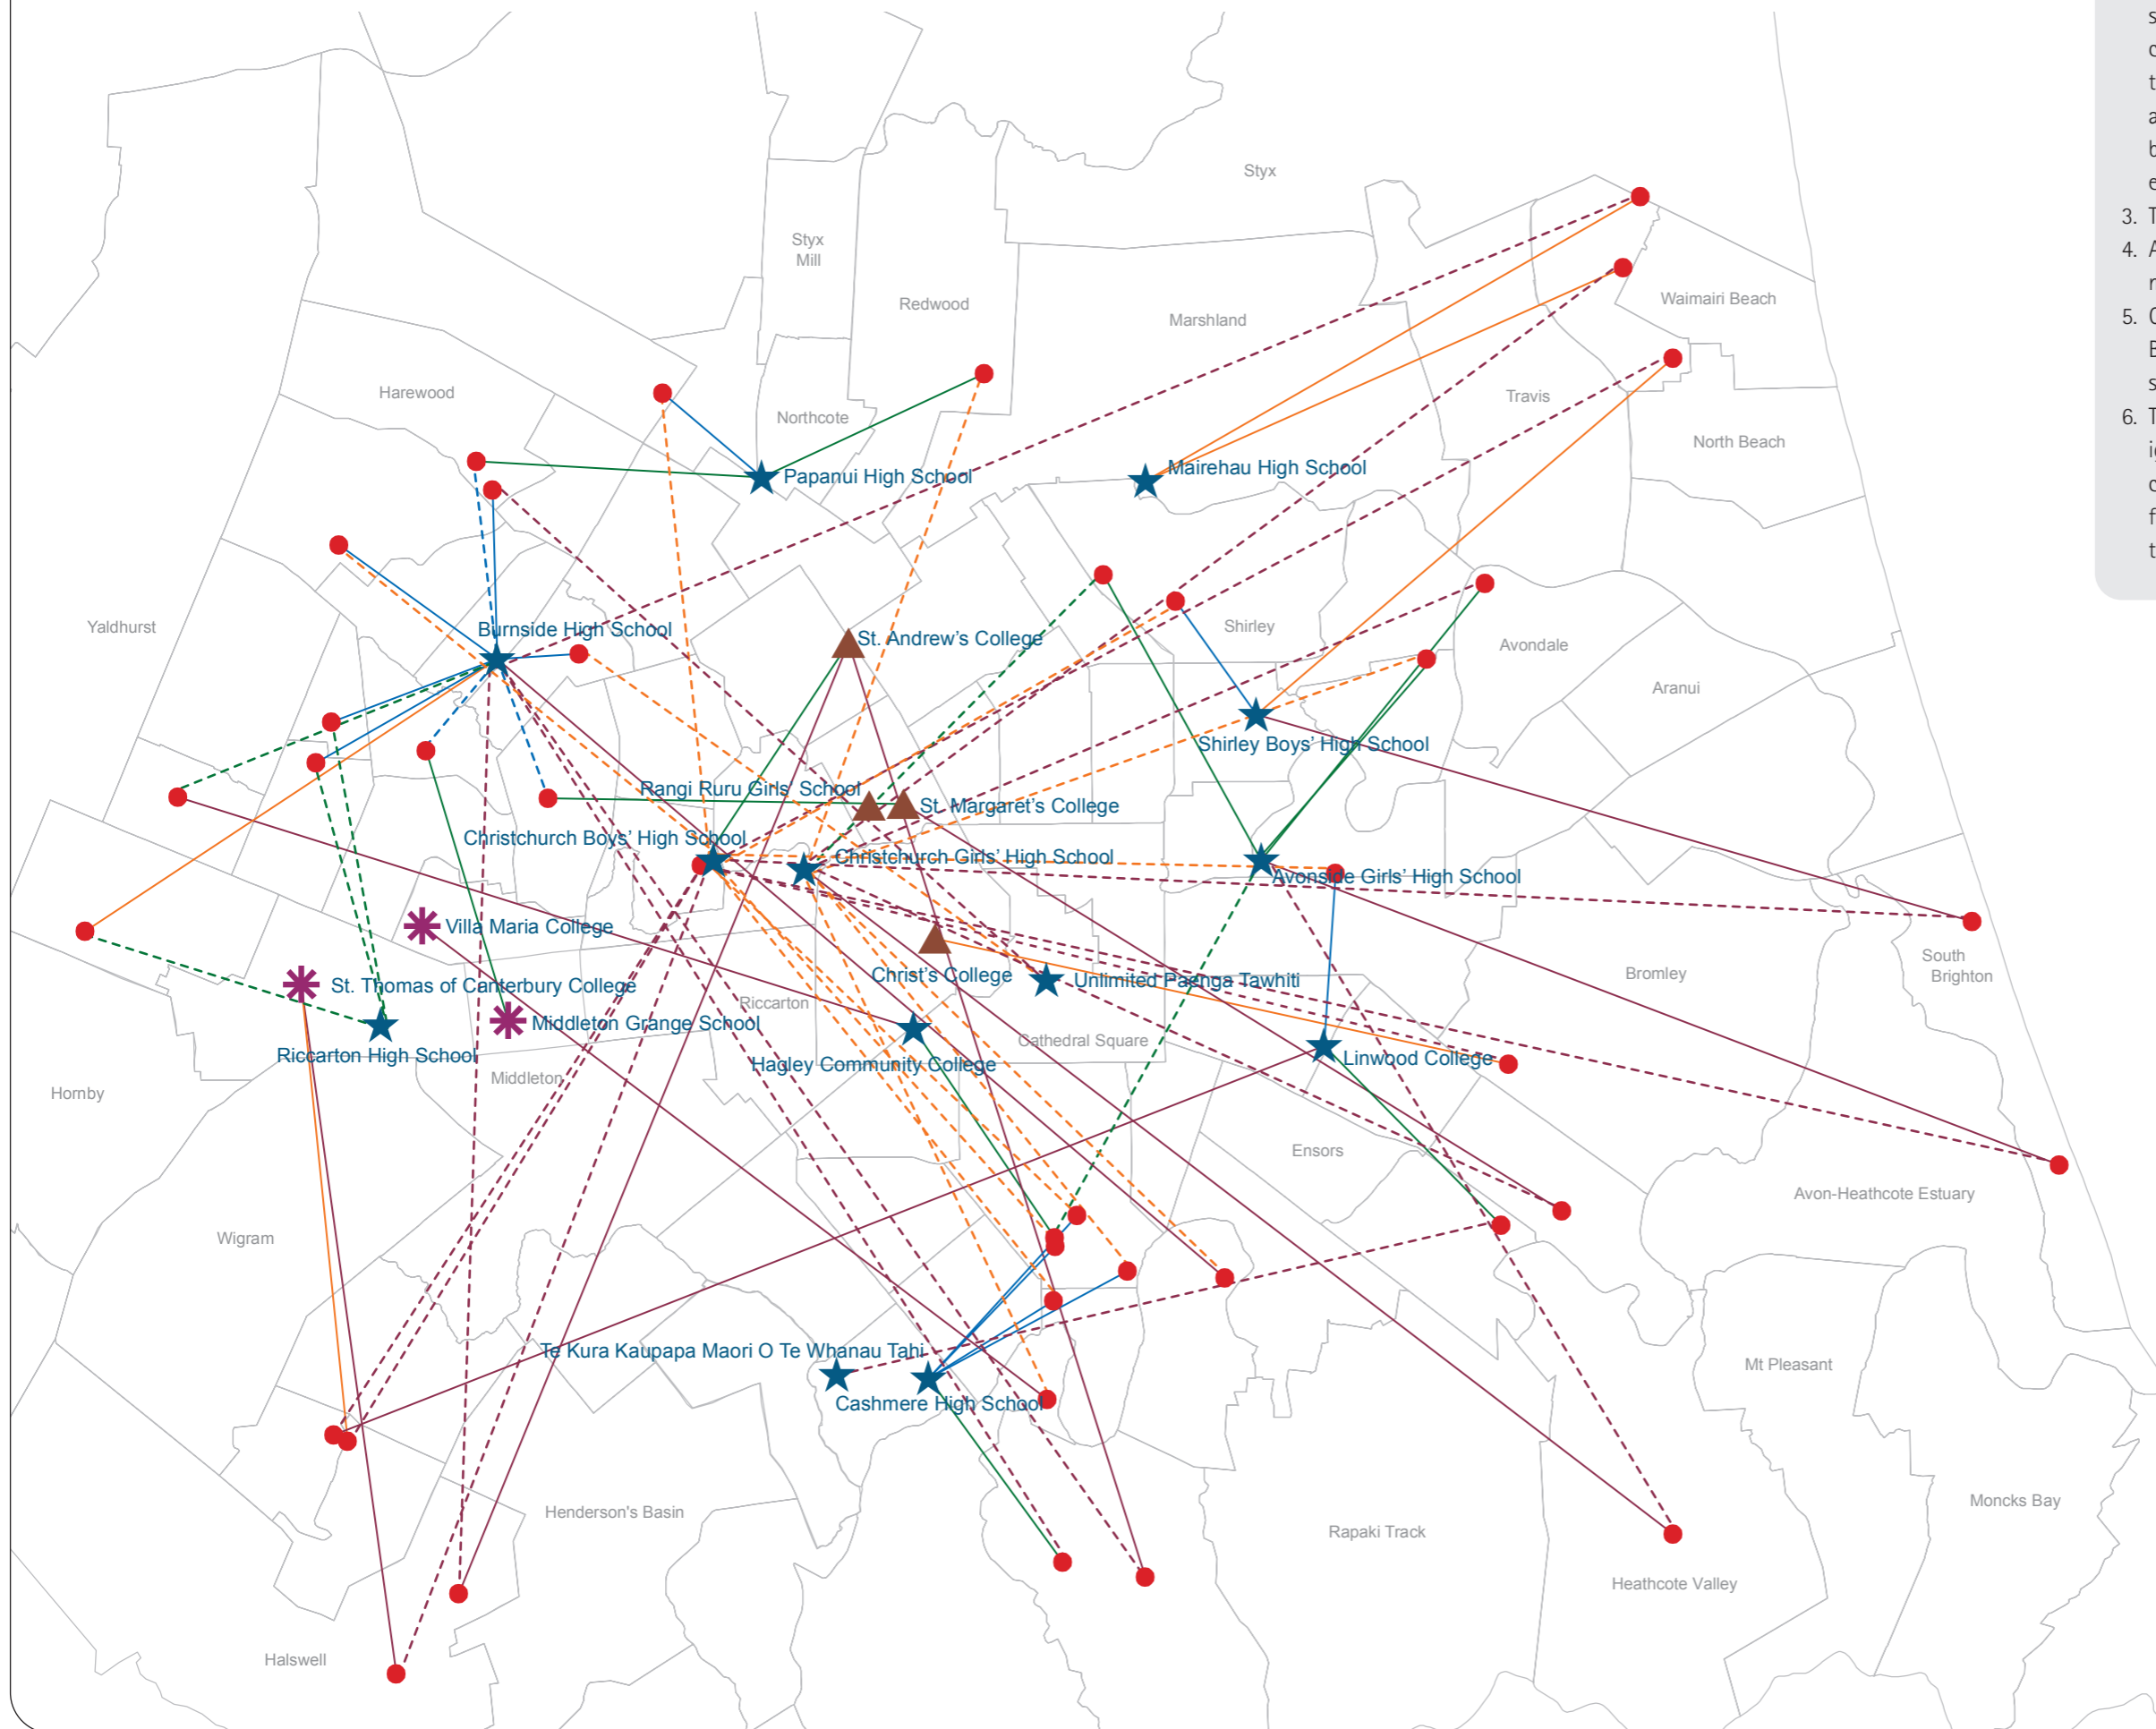 s
c
t
a
b
e
3. T
4. A
r
5. C
E
s
6. T
ig
c
f
t
Styx
Styx
Mill
Redwood
Marshland
Waimairi Beach
Harewood
Northcote
Travis
North Beach
Papanui High School
Mairehau High School
Yaldhurst
Burnside High School
St. Andrew's College
Shirley
Avondale
Aranui
Shirley Boys' High School
Rangi Ruru Girls' School
St. Margaret's College
Christchurch Boys' High School
Christchurch Girls' High School
Avonside Girls' High School
Villa Maria College
St. Thomas of Canterbury College
Christ's College
Unlimited Paenga Tawhiti
Bromley
South
Brighton
Riccarton
Middleton Grange School
Riccarton High School
Cathedral Square
Hagley Community College
Linwood College
Middleton
Hornby
Ensors
Avon-Heathcote Estuary
Wigram
Te Kura Kaupapa Maori O Te Whanau Tahi
Mt Pleasant
Cashmere High School
Henderson's Basin
Moncks Bay
Rapaki Track
Heathcote Valley
Halswell